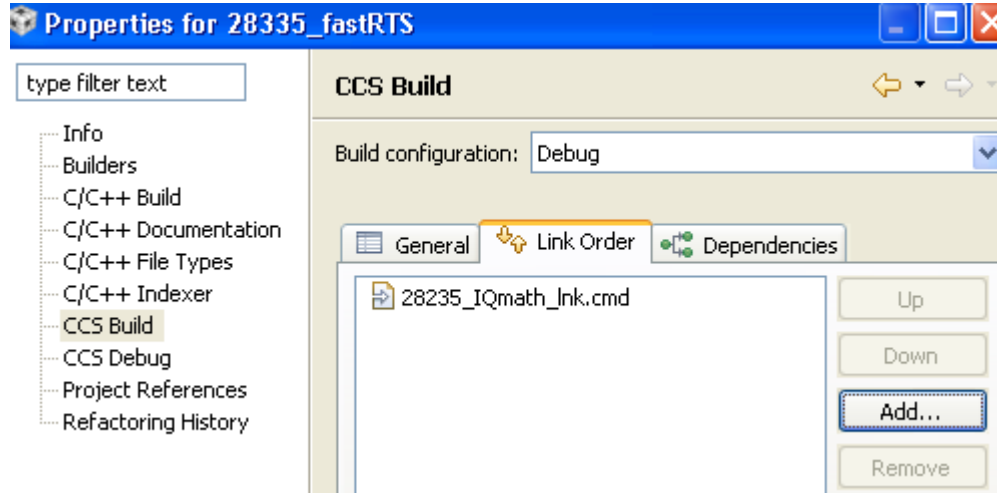 Properties for 28335_fastRTS
type filter text
Info
Builders
C/C++ Build
C/C++ Documentation
C/C++ File Types
C/C++ Indexer
CCS Build
CCS Debug
Project References
Refactoring History
CCS Build
Build configuration: Debug
General Link Order Dependencies
28235_IQmath_lnk.cmd
Up
Down
Add...
Remove